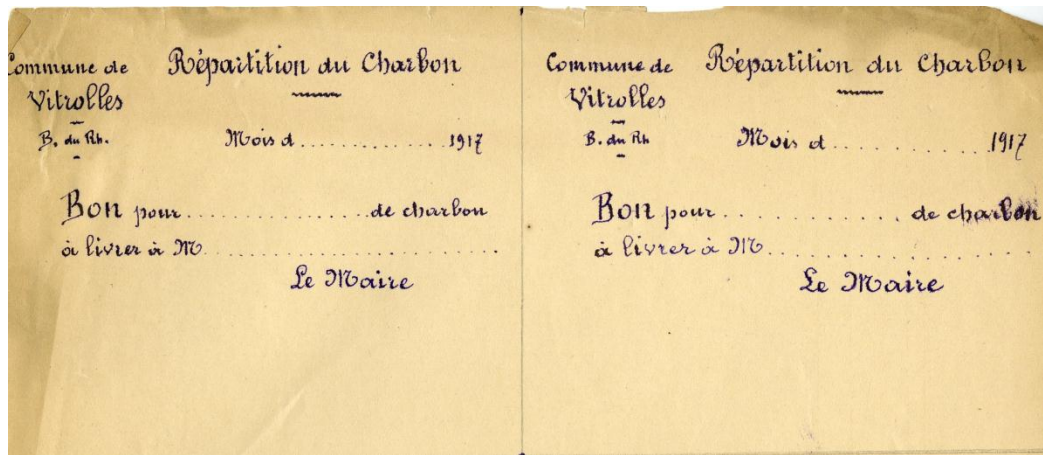 Commune de Répartition du Charbon
Vitrolles
B. du Rh. Mois d................1917
Bon pour...................de charbon
à livrer à M...........................
Le Maire
Commune de Répartition du Charbon
Vitrolles
B. du Rh Mois d................1917
Bon pour...................de charbon
à livrer à M...........................
Le Maire